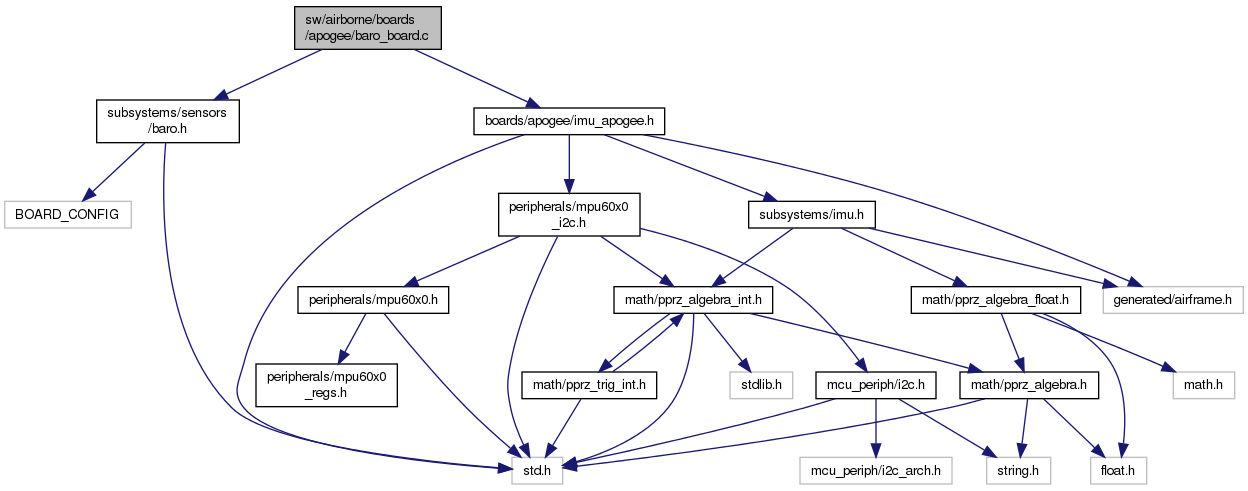 sw/airborne/boards
/apogee/baro_board.c
subsystems/sensors
/baro.h
boards/apogee/imu_apogee.h
BOARD_CONFIG
peripherals/mpu60x0
_i2c.h
subsystems/imu.h
peripherals/mpu60x0.h
math/pprz_algebra_int.h
math/pprz_algebra_float.h
generated/airframe.h
peripherals/mpu60x0
_regs.h
math/pprz_trig_int.h
stdlib.h
mcu_periph/i2c.h
math/pprz_algebra.h
math.h
std.h
mcu_periph/i2c_arch.h
string.h
float.h